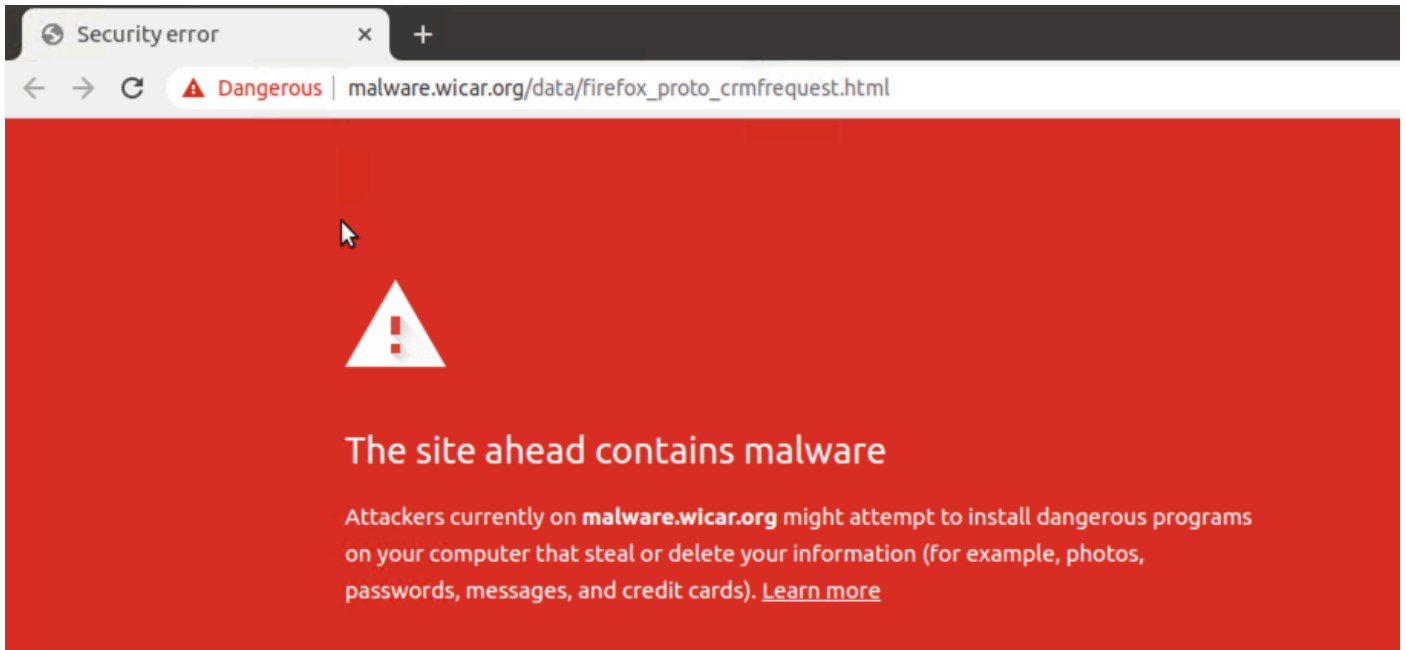 Security error
Dangerous malware.wicar.org/data/firefox_proto_crmfrequest.html
The site ahead contains malware
Attackers currently on malware.wicar.org might attempt to install dangerous programs
on your computer that steal or delete your information (for example, photos,
passwords, messages, and credit cards). Learn more